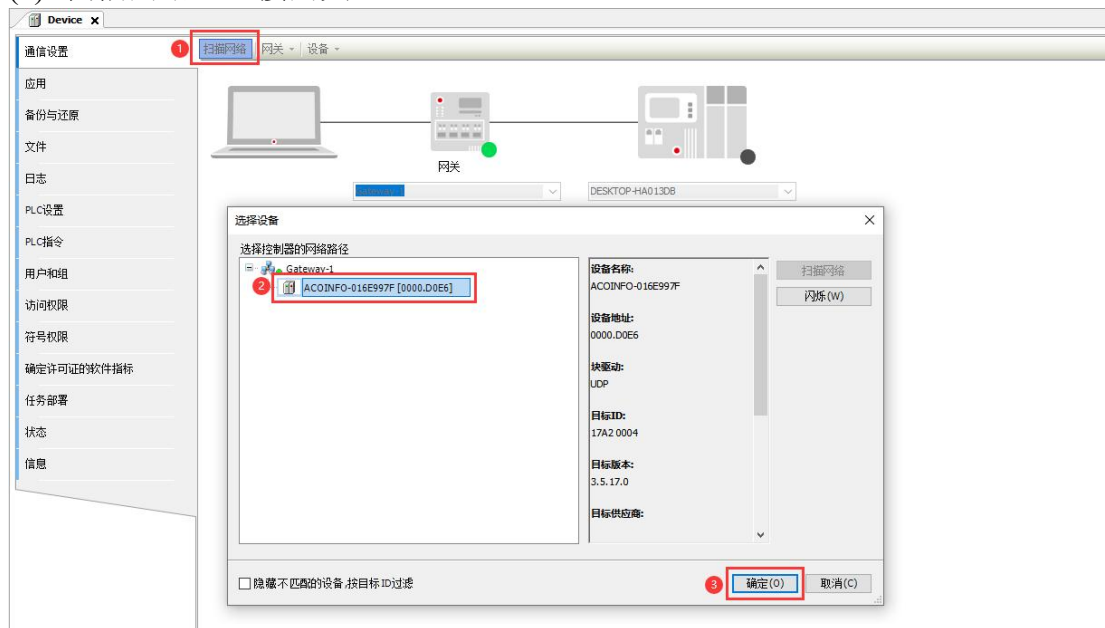 Device
通信设置
应用
备份与还原
文件
日志
PLC设置
PLC指令
用户和组
访问权限
符号权限
确定许可证的软件指标
任务部署
状态
信息
1
扫描网络 网关 设备
网关
DESKTOP-HA013DB
选择设备
选择控制器的网络路径
Gateway-1
2
ACOINFO-016E997F [0000.D0E6]
设备名称:
ACOINFO-016E997F
设备地址:
0000.D0E6
块驱动:
UDP
目标ID:
17A2 0004
目标版本:
3.5.17.0
目标供应商:
扫描网络
闪烁(W)
隐藏不匹配的设备,按目标ID过滤
3
确定(O) 取消(C)